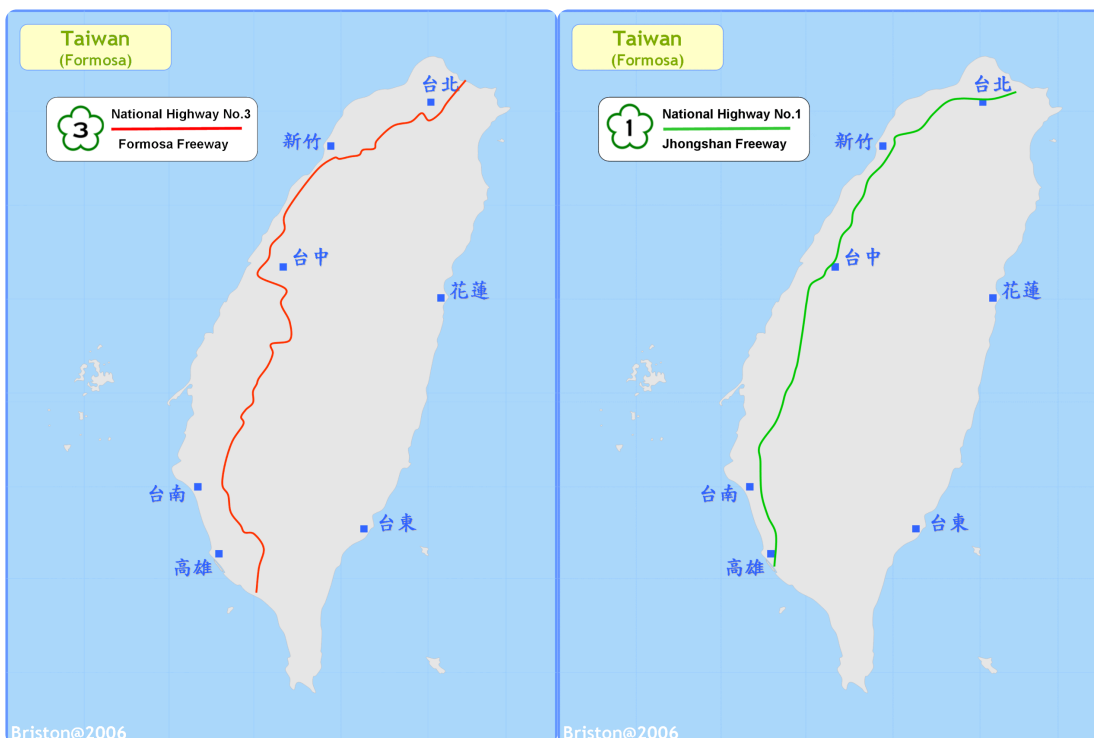 Taiwan
(Formosa)
3
National Highway No.3
Formosa Freeway
台北
新竹
台中
花蓮
台南
台東
高雄
Briston@2006
Taiwan
(Formosa)
1
National Highway No.1
Jhongshan Freeway
台北
新竹
台中
花蓮
台南
台東
高雄
Briston@2006